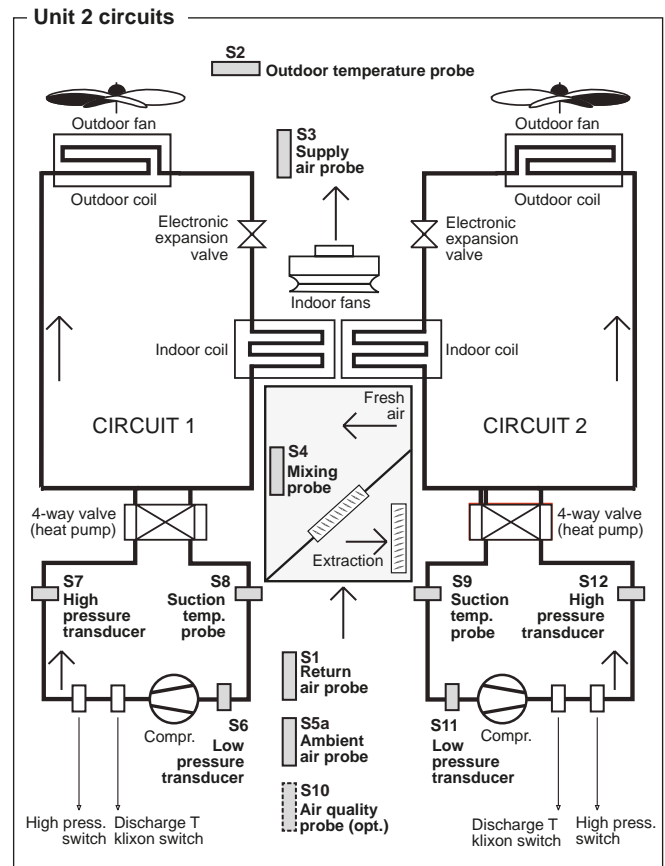 Unit 2 circuits
S2
Outdoor temperature probe
Outdoor fan
Outdoor coil
S3
Supply
air probe
Outdoor fan
Outdoor coil
Electronic
expansion
valve
Indoor fans
Electronic
expansion
valve
Indoor coil
Indoor coil
CIRCUIT 1
Fresh
air
S4
Mixing
probe
Extraction
CIRCUIT 2
4-way valve
(heat pump)
4-way valve
(heat pump)
S7
High
pressure
transducer
S8
Suction
temp.
probe
S9
Suction
temp.
probe
S12
High
pressure
transducer
S1
Return
air probe
Compr.
S6
Low
pressure
transducer
S5a
Ambient
air probe
S11
Low
pressure
transducer
Compr.
S10
Air quality
probe (opt.)
High press.
switch
Discharge T
klixon switch
Discharge T
klixon switch
High press.
switch